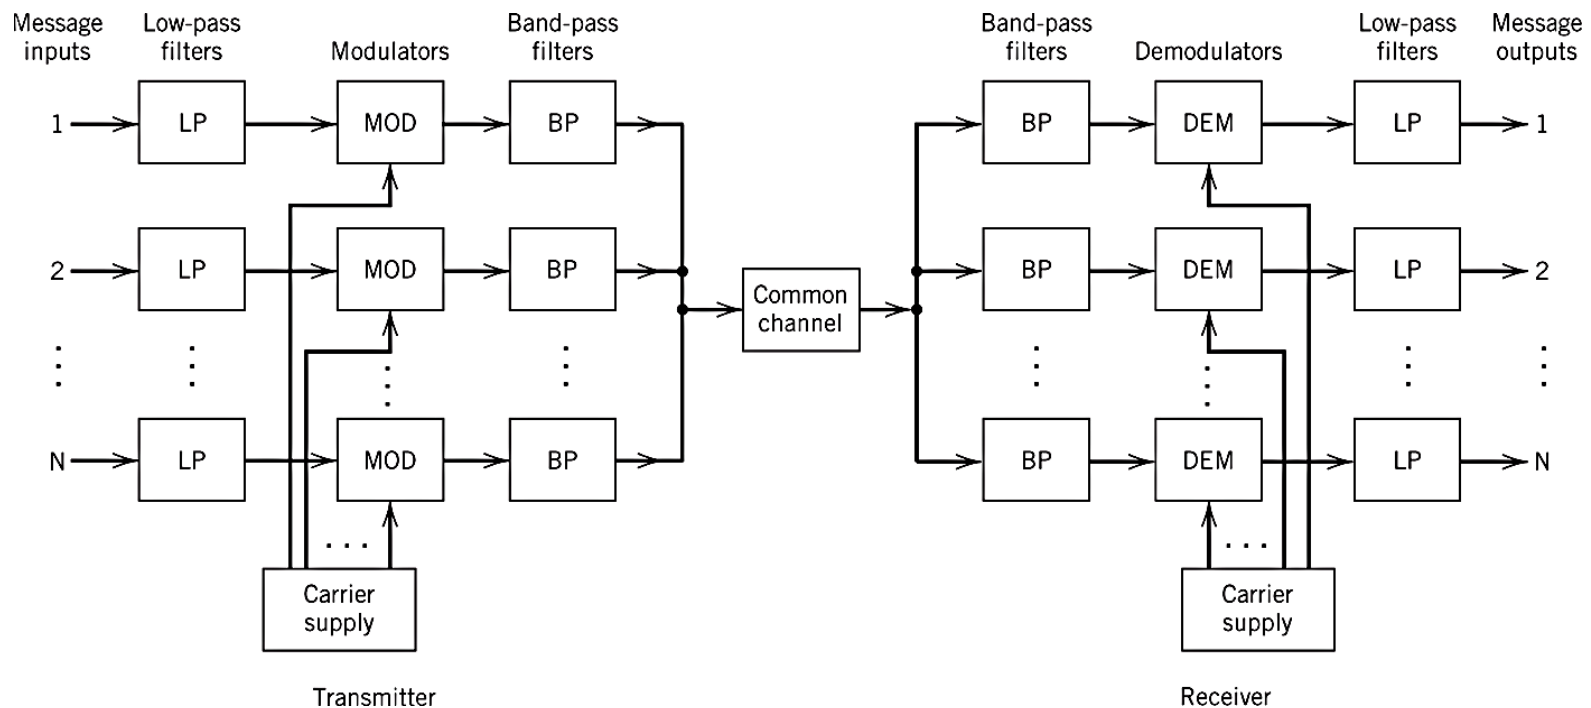 Message inputs
Low-pass filters
Modulators
Band-pass filters
Band-pass filters
Demodulators
Low-pass filters
Message outputs
1
LP
MOD
BP
BP
DEM
LP
1
2
LP
MOD
BP
Common channel
BP
DEM
LP
2
N
LP
MOD
BP
BP
DEM
LP
N
Carrier supply
Carrier supply
Transmitter
Receiver